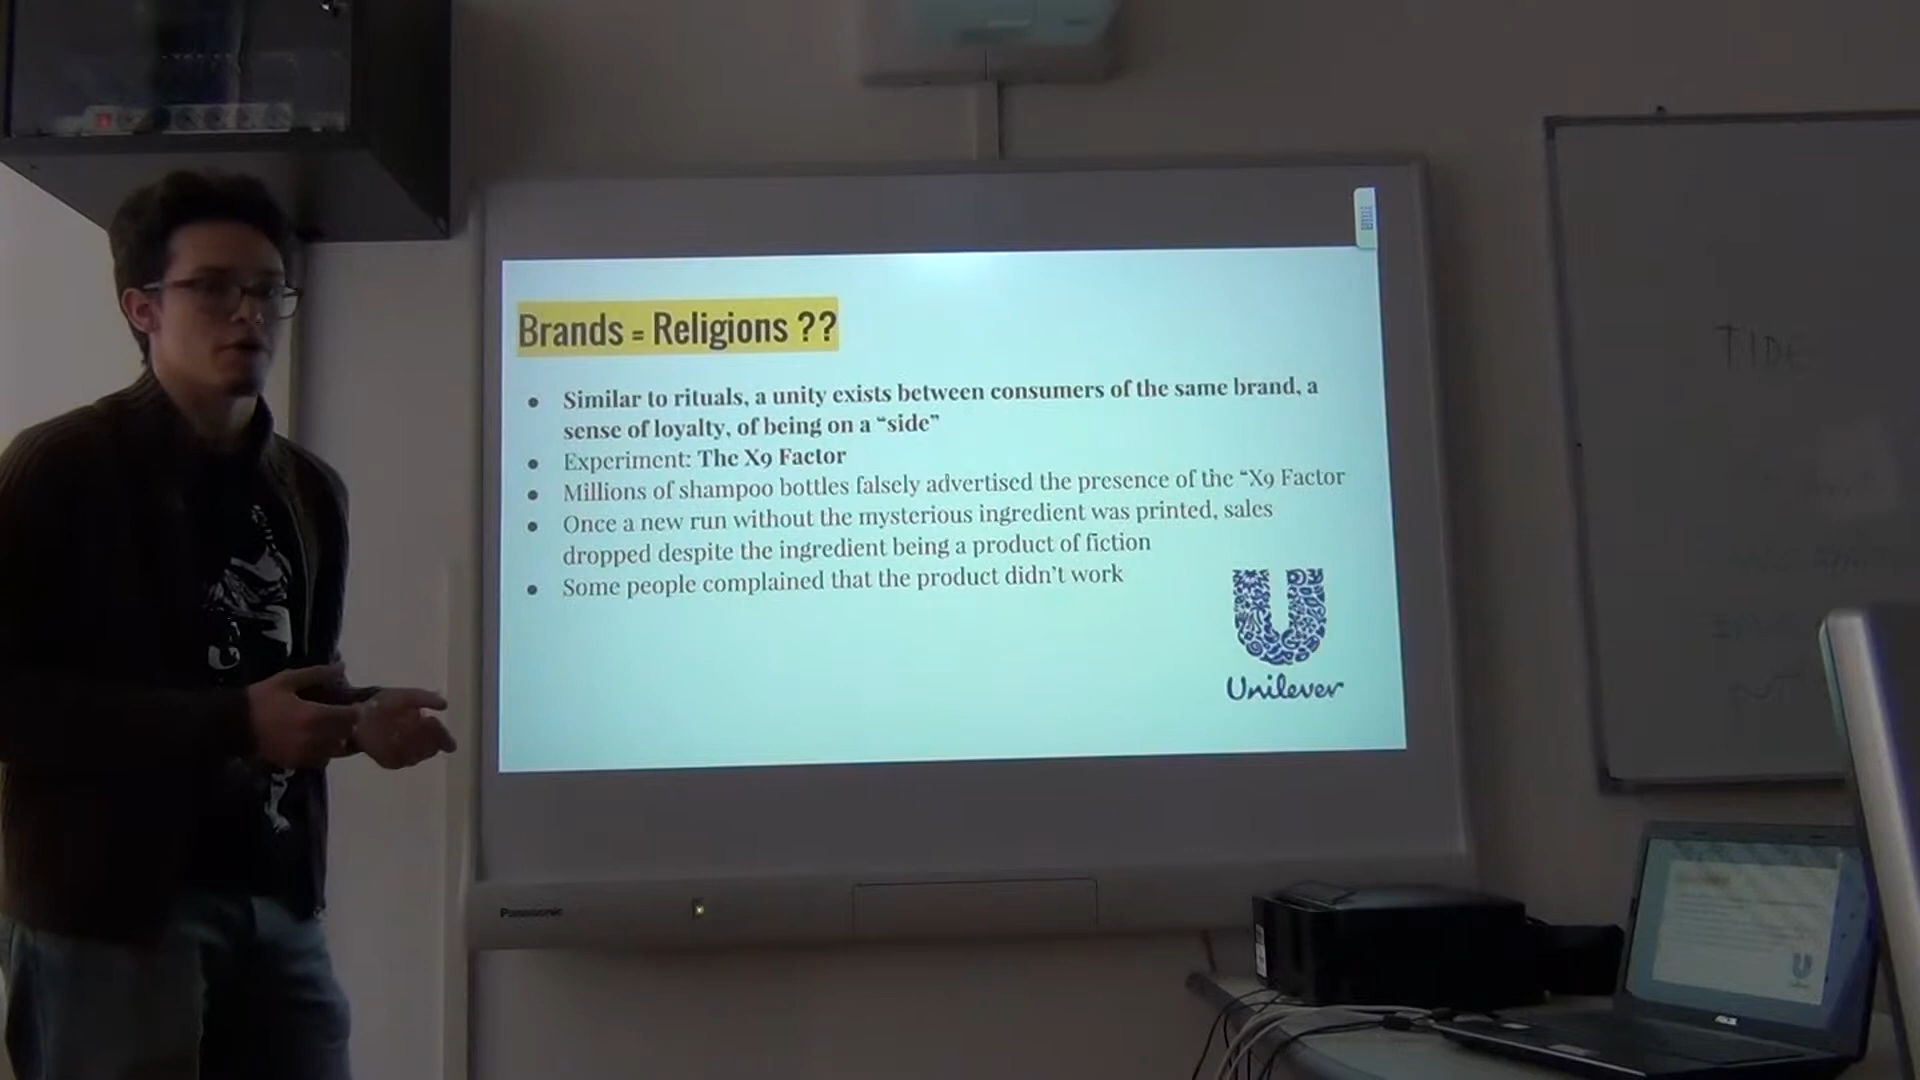 Brands = Religions ??
● Similar to rituals, a unity exists between consumers of the same brand, a
sense of loyalty, of being on a “side”
● Experiment: The X9 Factor
● Millions of shampoo bottles falsely advertised the presence of the “X9 Factor
● Once a new run without the mysterious ingredient was printed, sales
dropped despite the ingredient being a product of fiction
● Some people complained that the product didn’t work
Unilever
Panasonic
TIDE
ASUS